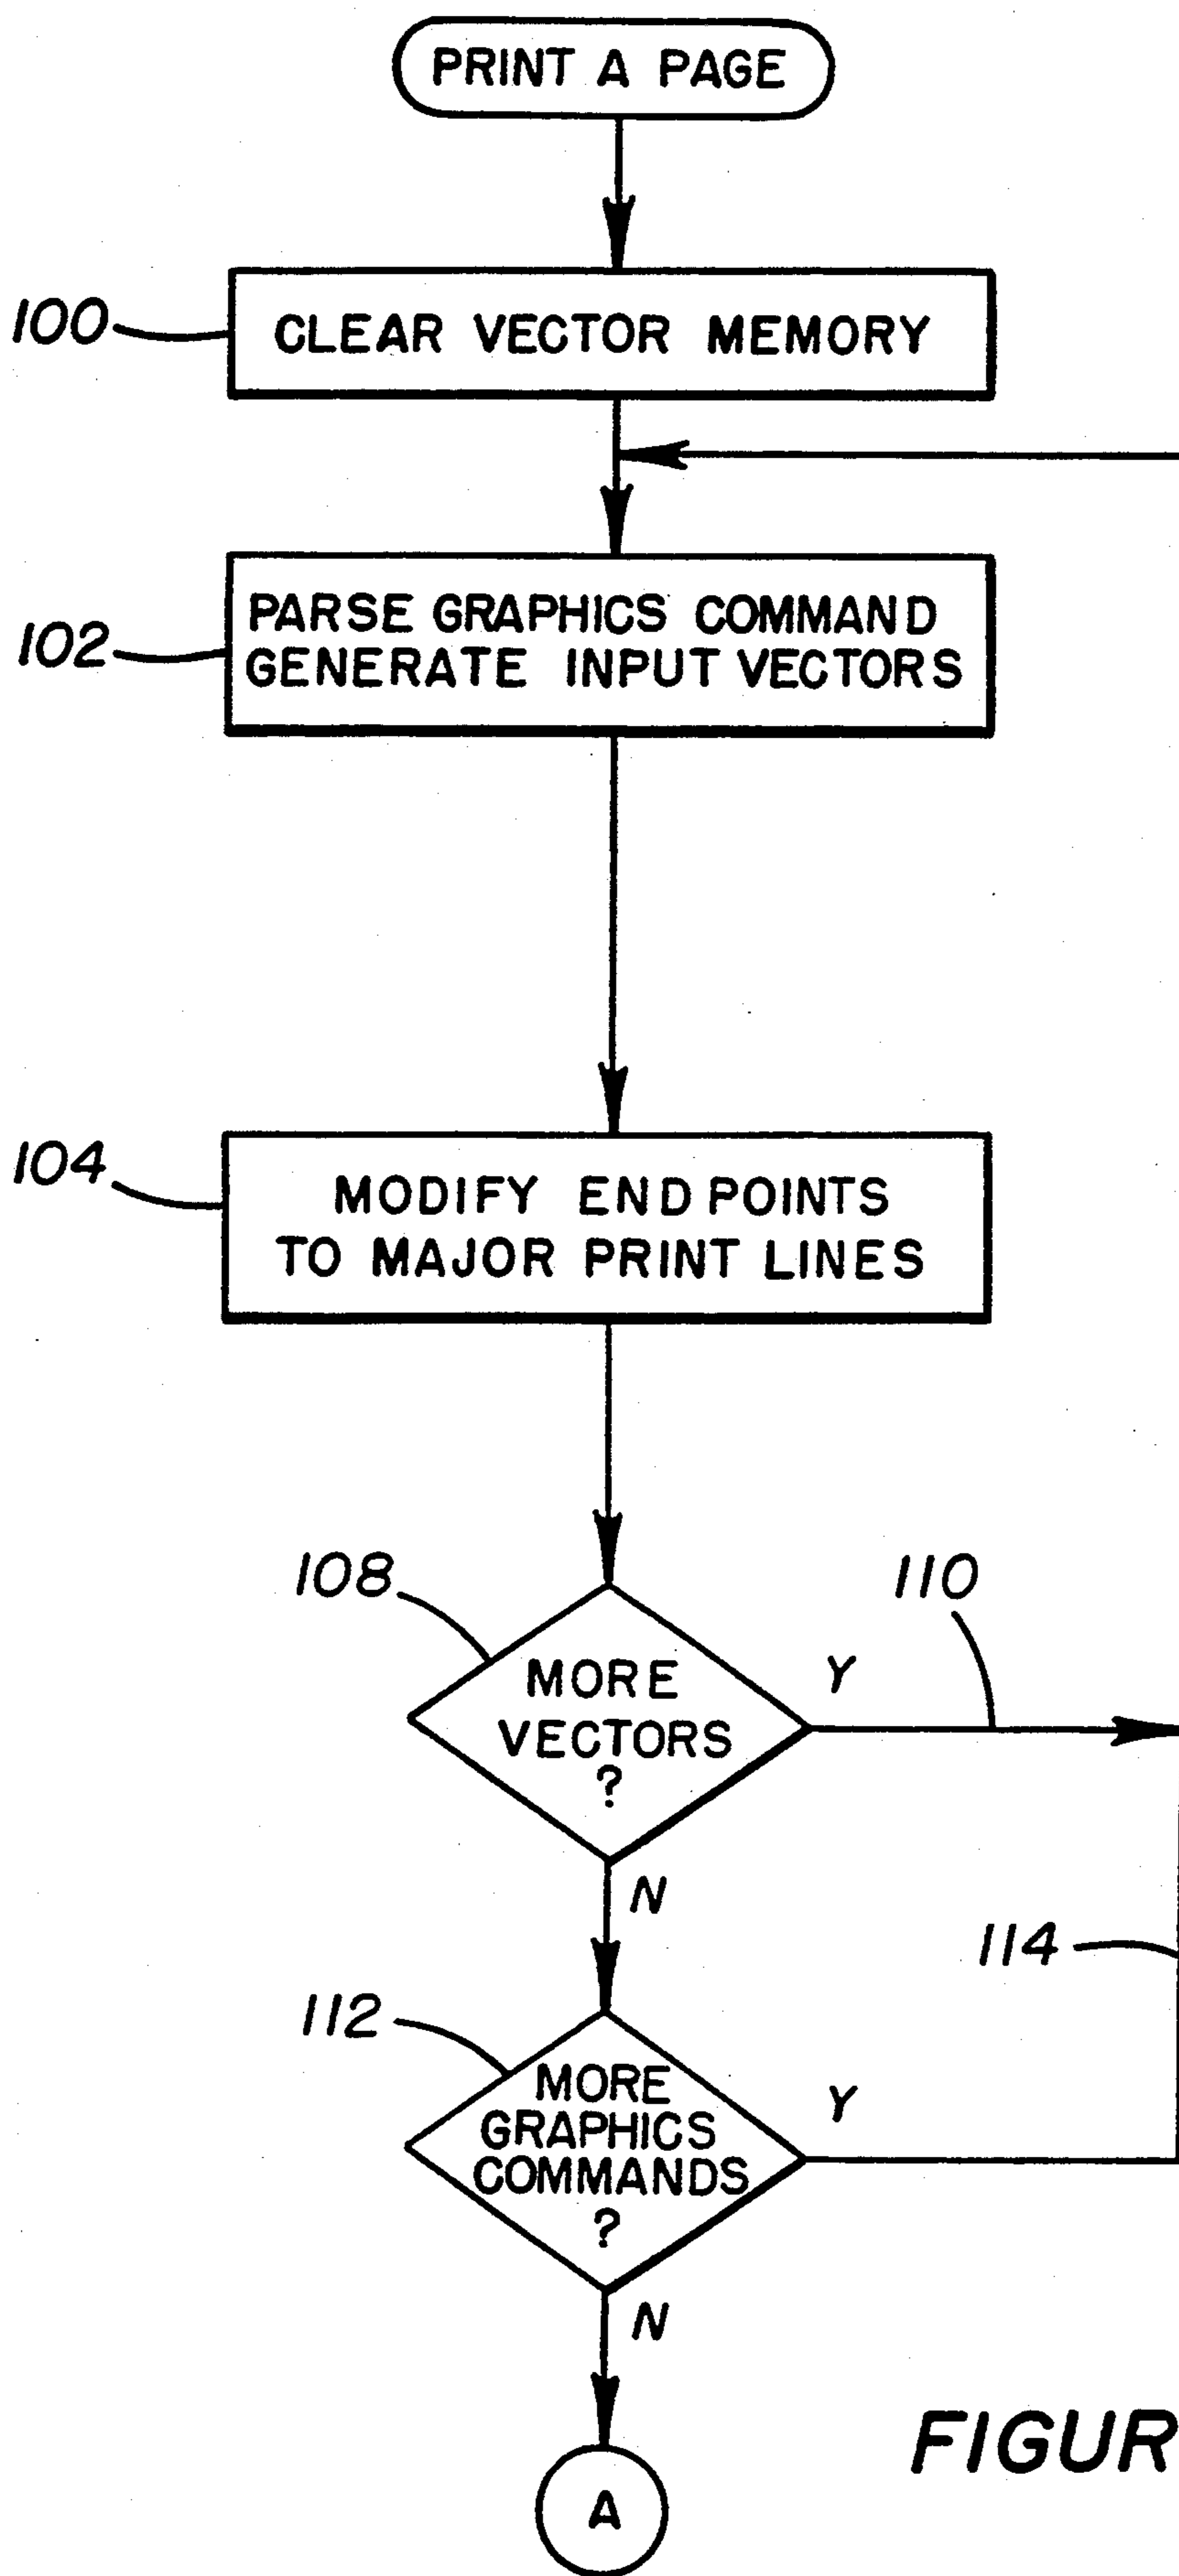 PRINT A PAGE
100
CLEAR VECTOR MEMORY
102
PARSE GRAPHICS COMMAND
GENERATE INPUT VECTORS
104
MODIFY END POINTS
TO MAJOR PRINT LINES
108
110
MORE
VECTORS
?
Y
N
114
112
MORE
GRAPHICS
COMMANDS
?
Y
N
FIGUR
A